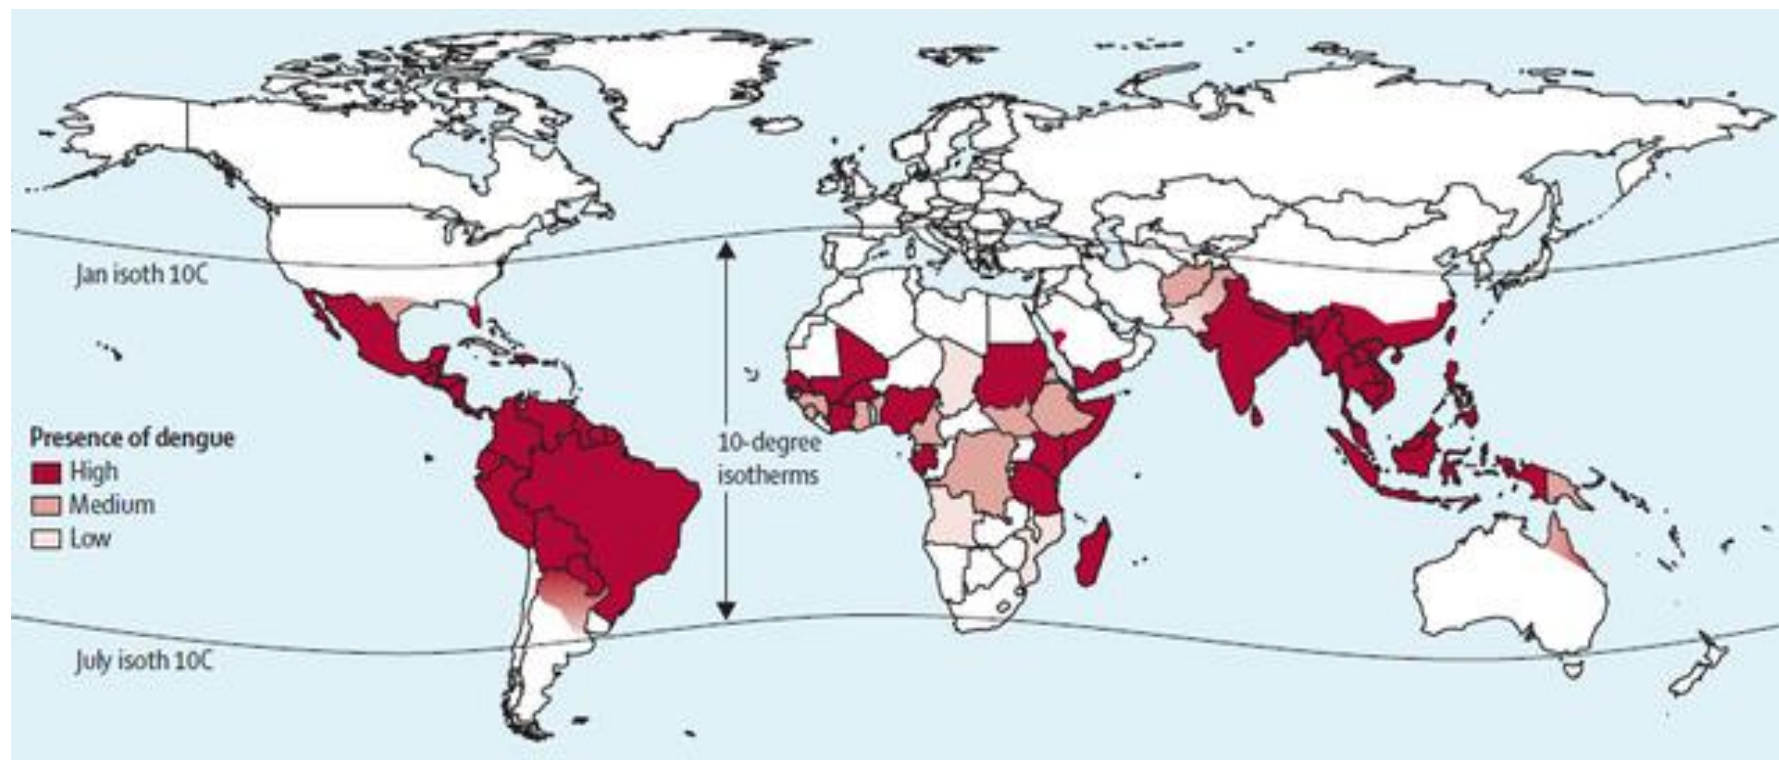 Jan isoth 10C
Presence of dengue
High
Medium
Low
10-degree
isotherms
July isoth 10C